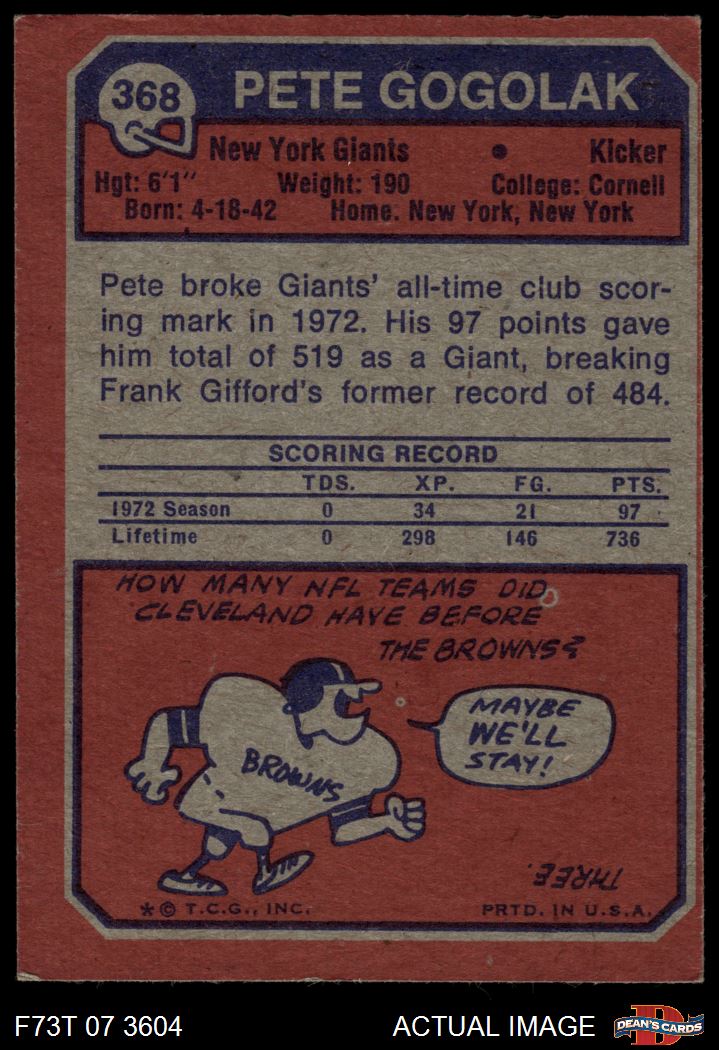 368 PETE GOGOLAK
New York Giants • Kicker
Hgt: 6'1" Weight: 190 College: Cornell
Born: 4-18-42 Home: New York, New York
Pete broke Giants' all-time club scor-
ing mark in 1972. His 97 points gave
him total of 519 as a Giant, breaking
Frank Gifford's former record of 484.
SCORING RECORD
TDS. XP. FG. PTS.
1972 Season 0 34 21 97
Lifetime 0 298 146 736
HOW MANY NFL TEAMS DID
CLEVELAND HAVE BEFORE
THE BROWNS?
MAYBE
WE'LL
STAY!
BROWNS
THREE.
*© T.C.G., INC. PRTD. IN U.S.A.
F73T 07 3604 ACTUAL IMAGE
D
DEAN'S CARDS